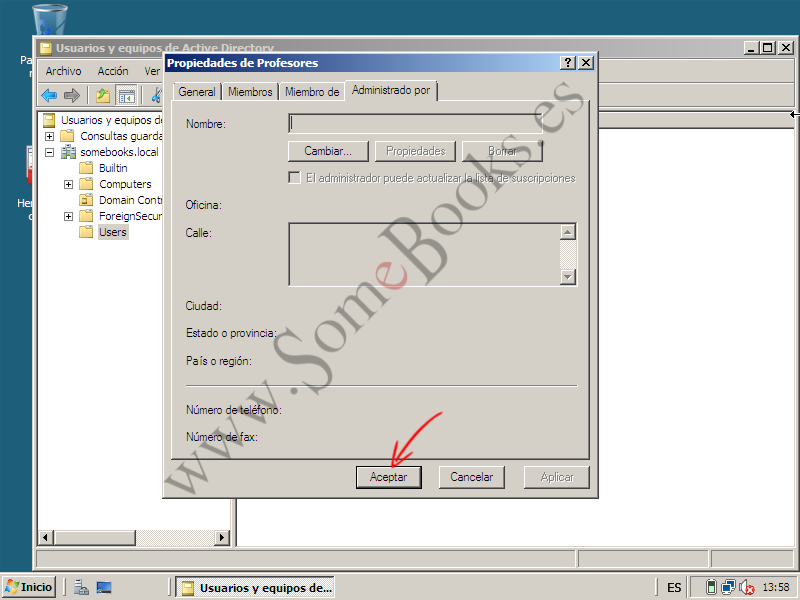 Usuarios y equipos de Active Directory
Archivo Acción Ver
Propiedades de Profesores
General Miembros Miembro de Administrado por
Usuarios y equipos de
Consultas guarda
somebooks.local
Builtin
Computers
Domain Contr
ForeignSecur
Users
Nombre:
Cambiar... Propiedades Borrar
El administrador puede actualizar la lista de suscripciones
Oficina:
Calle:
Ciudad:
Estado o provincia:
País o región:
Número de teléfono:
Número de fax:
Aceptar Cancelar Aplicar
www.SomeBooks.es
Inicio Usuarios y equipos de... ES 13:58